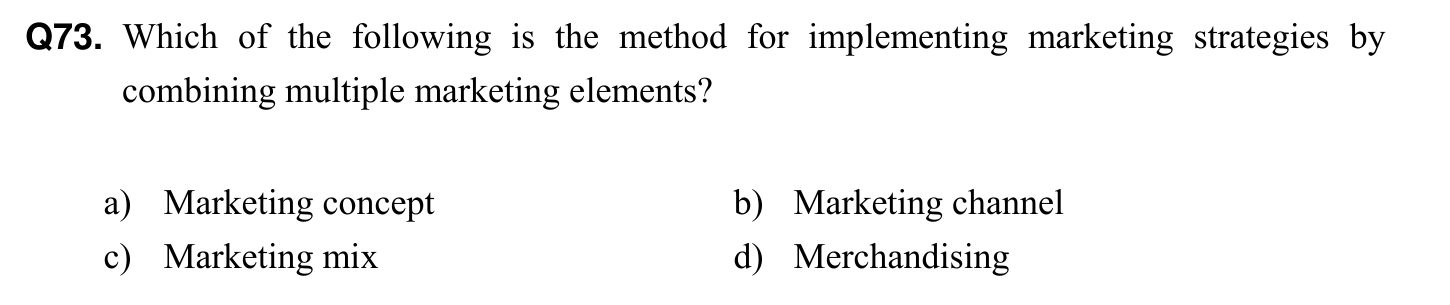 Q73. Which of the following is the method for implementing marketing strategies by
combining multiple marketing elements?
a) Marketing concept b) Marketing channel
c) Marketing mix d) Merchandising